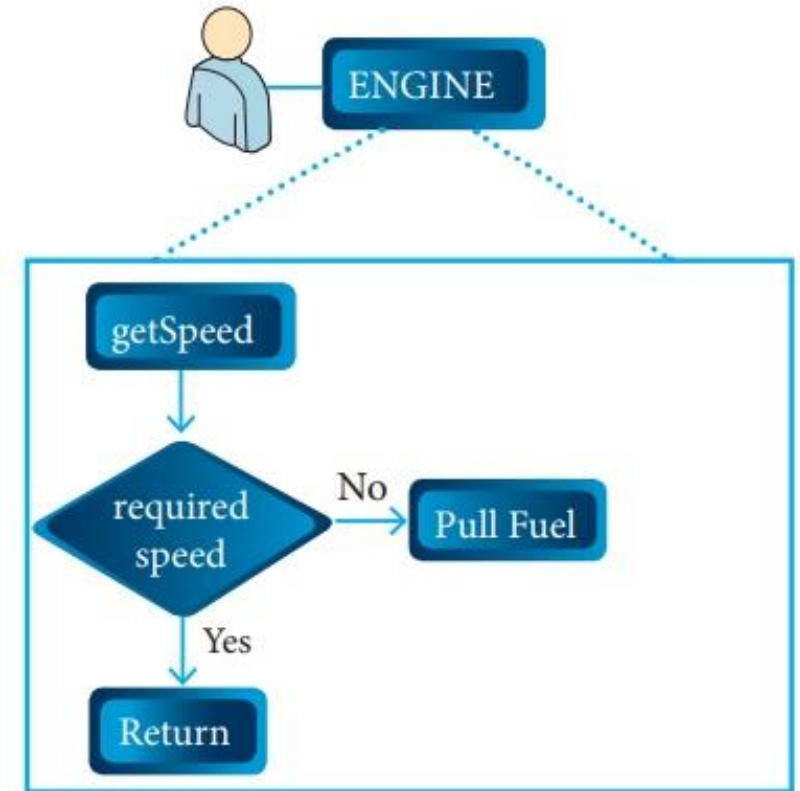 ENGINE
getSpeed
required
speed
No
Pull Fuel
Yes
Return